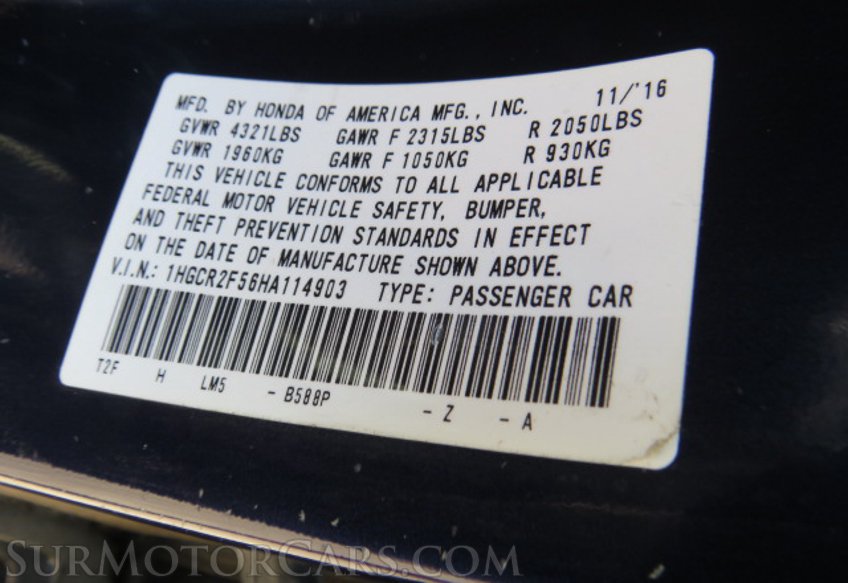 MFD. BY HONDA OF AMERICA MFG., INC. 11/'16
GVWR 4321LBS GAWR F 2315LBS R 2050LBS
GVWR 1960KG GAWR F 1050KG R 930KG
THIS VEHICLE CONFORMS TO ALL APPLICABLE
FEDERAL MOTOR VEHICLE SAFETY, BUMPER,
AND THEFT PREVENTION STANDARDS IN EFFECT
ON THE DATE OF MANUFACTURE SHOWN ABOVE.
V.I.N.: 1HGCR2F56HA114903 TYPE: PASSENGER CAR
T2F H LM5 - B588P - Z - A
SURMOTORCARS.COM